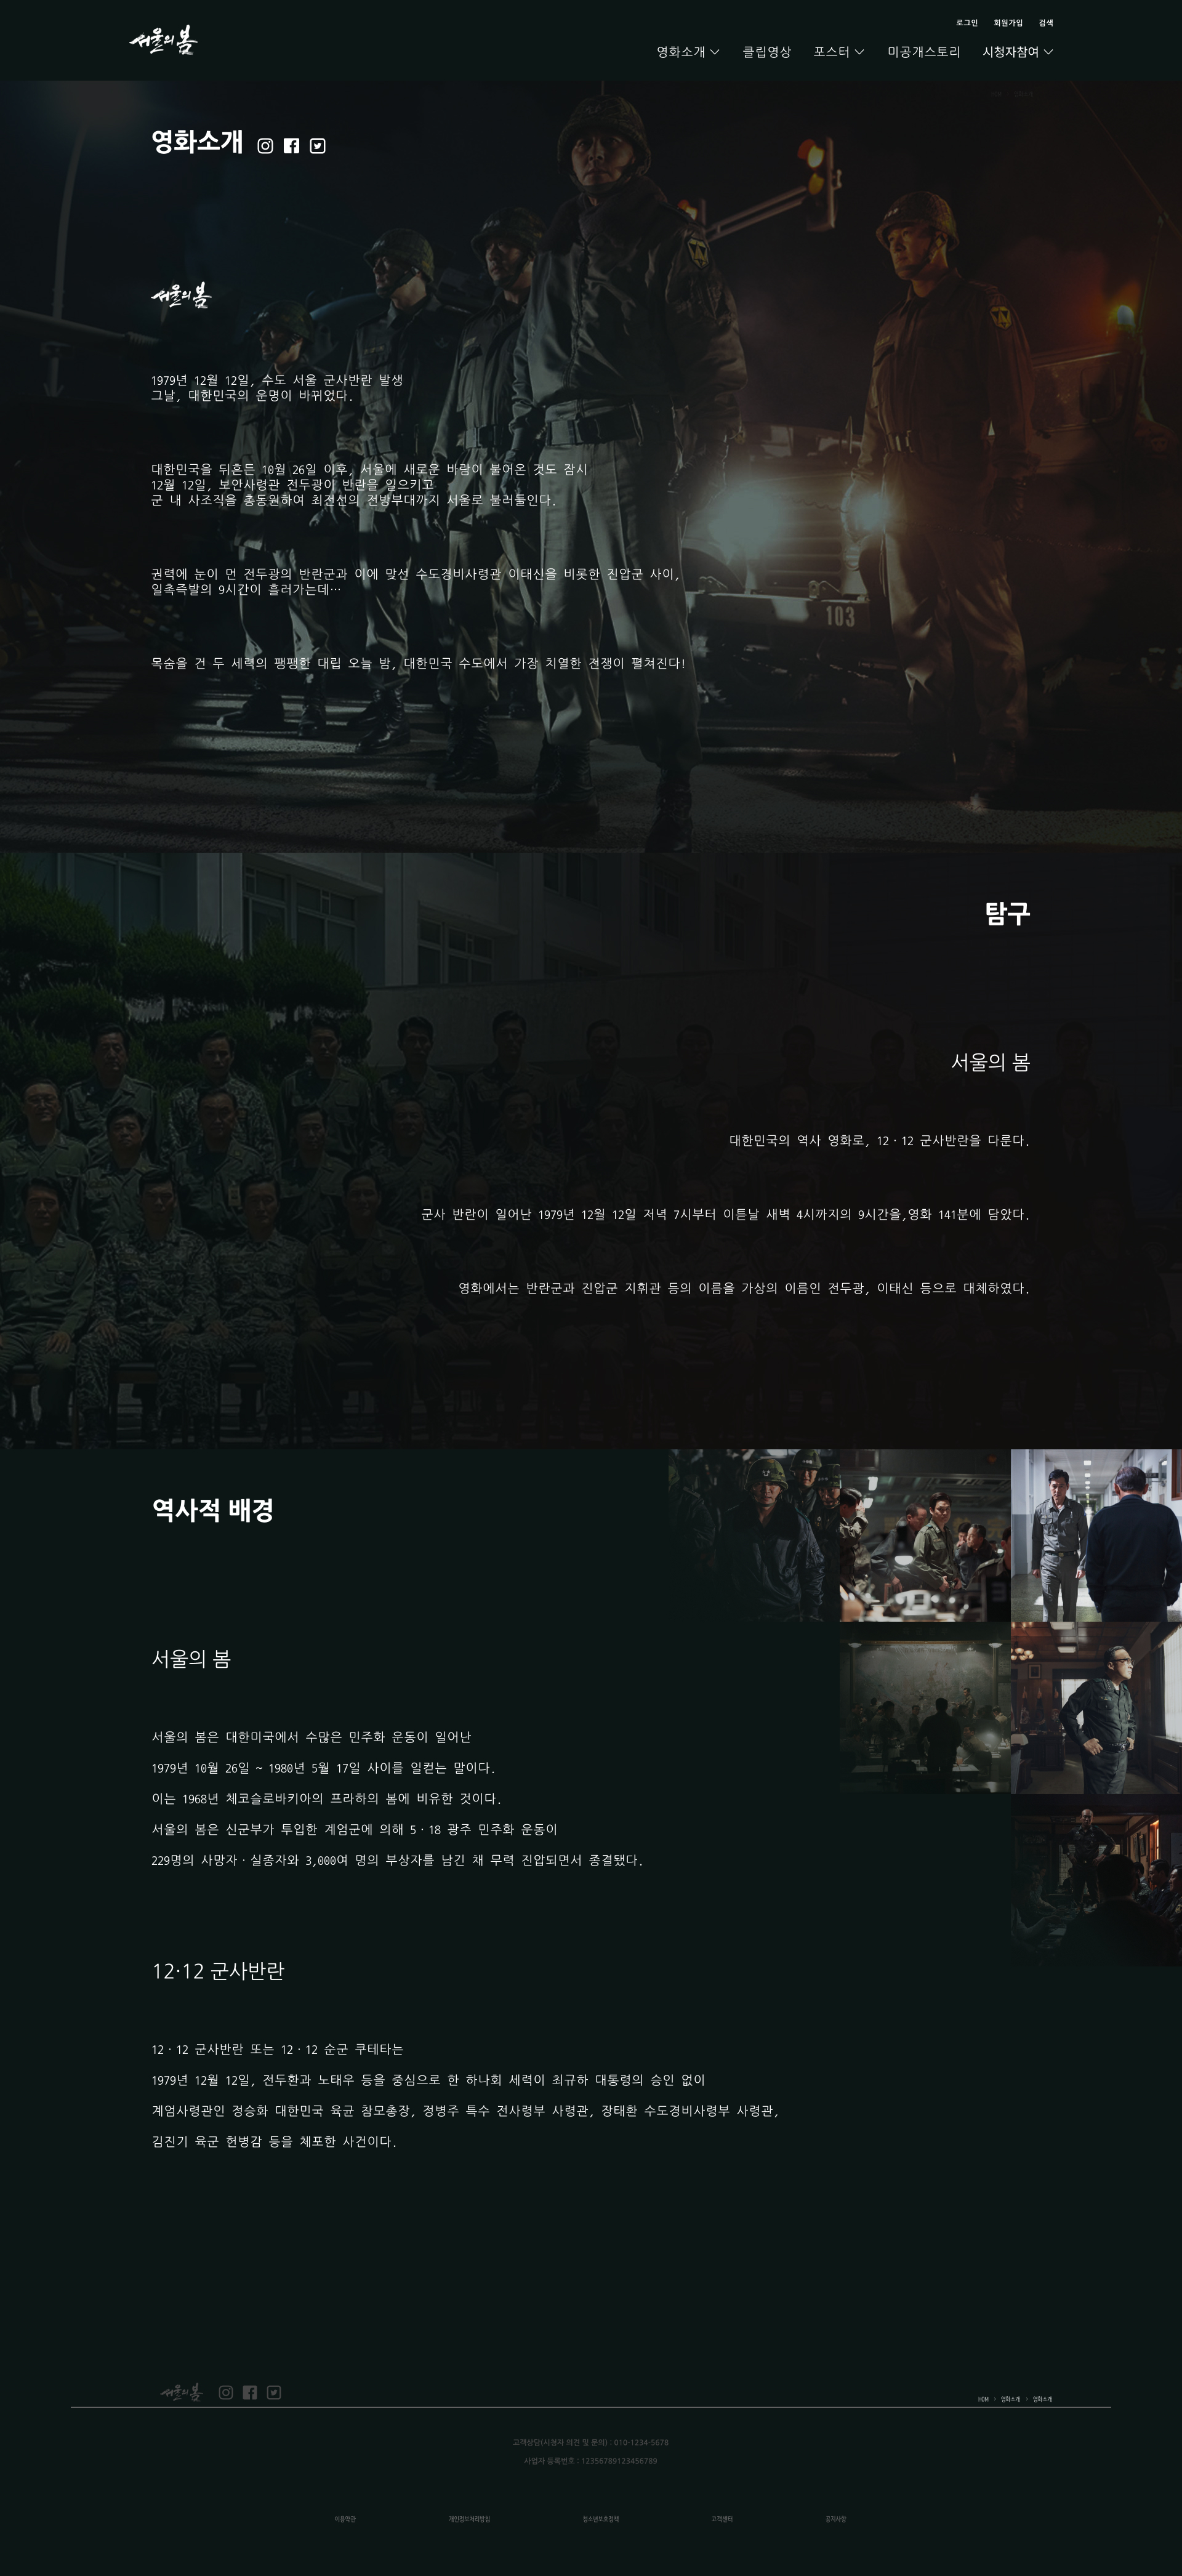 서울의봄
로그인 회원가입 검색
영화소개 클립영상 포스터 미공개스토리 시청자참여
영화소개
서울의봄
1979년 12월 12일, 수도 서울 군사반란 발생
그날, 대한민국의 운명이 바뀌었다.
대한민국을 뒤흔든 10월 26일 이후, 서울에 새로운 바람이 불어온 것도 잠시
12월 12일, 보안사령관 전두광이 반란을 일으키고
군 내 사조직을 총동원하여 최전선의 전방부대까지 서울로 불러들인다.
권력에 눈이 먼 전두광의 반란군과 이에 맞선 수도경비사령관 이태신을 비롯한 진압군 사이,
일촉즉발의 9시간이 흘러가는데…
목숨을 건 두 세력의 팽팽한 대립 오늘 밤, 대한민국 수도에서 가장 치열한 전쟁이 펼쳐진다!
103
탐구
서울의 봄
대한민국의 역사 영화로, 12·12 군사반란을 다룬다.
군사 반란이 일어난 1979년 12월 12일 저녁 7시부터 이튿날 새벽 4시까지의 9시간을,영화 141분에 담았다.
영화에서는 반란군과 진압군 지휘관 등의 이름을 가상의 이름인 전두광, 이태신 등으로 대체하였다.
역사적 배경
서울의 봄
서울의 봄은 대한미국에서 수많은 민주화 운동이 일어난
1979년 10월 26일 ~ 1980년 5월 17일 사이를 일컫는 말이다.
이는 1968년 체코슬로바키아의 프라하의 봄에 비유한 것이다.
서울의 봄은 신군부가 투입한 계엄군에 의해 5·18 광주 민주화 운동이
229명의 사망자·실종자와 3,000여 명의 부상자를 남긴 채 무력 진압되면서 종결됐다.
12·12 군사반란
12·12 군사반란 또는 12·12 순군 쿠테타는
1979년 12월 12일, 전두환과 노태우 등을 중심으로 한 하나회 세력이 최규하 대통령의 승인 없이
계엄사령관인 정승화 대한민국 육균 참모총장, 정병주 특수 전사령부 사령관, 장태환 수도경비사령부 사령관,
김진기 육군 헌병감 등을 체포한 사건이다.
서울의봄
HOM > 영화소개 > 영화소개
고객상담(시청자 의견 및 문의) : 010-1234-5678
사업자 등록번호 : 12356789123456789
이용약관 개인정보처리방침 청소년보호정책 고객센터 공지사항